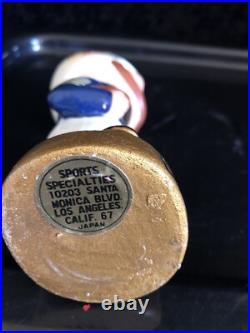 SPORTS
SPECIALTIES
10203 SANTA
MONICA BLVD.
LOS ANGELES,
CALIF. 67
JAPAN